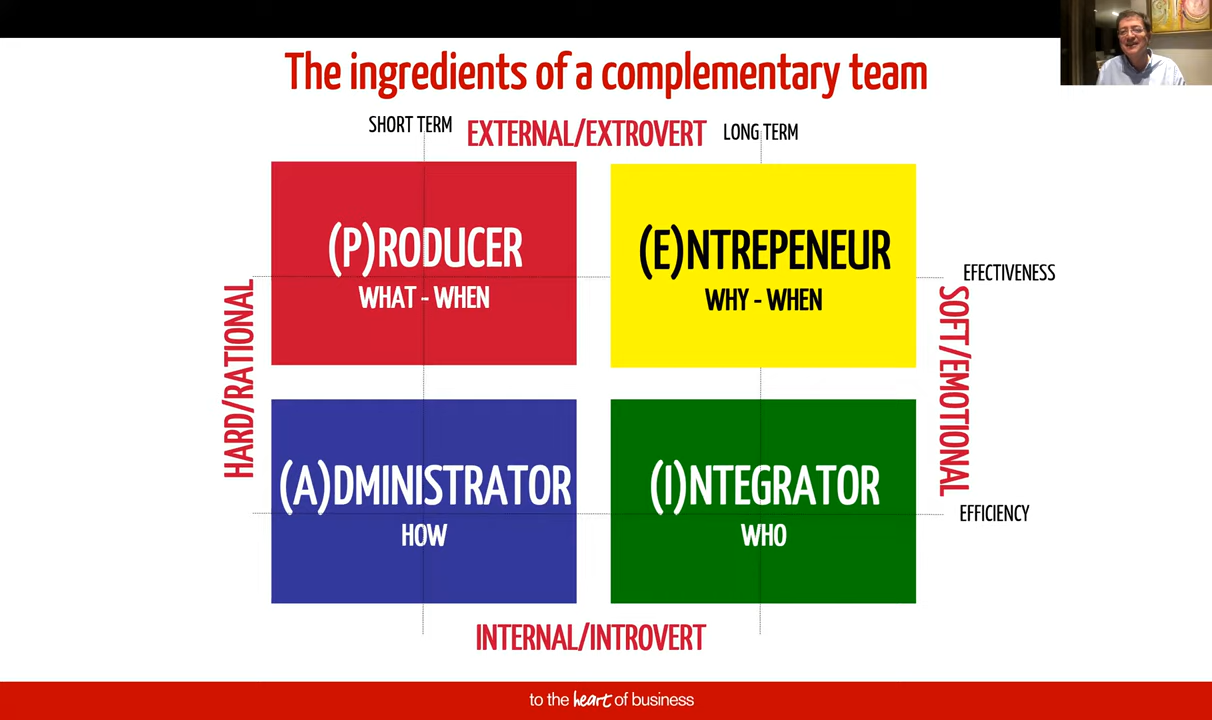 The ingredients of a complementary team
SHORT TERM
EXTERNAL/EXTROVERT
LONG TERM
(P)RODUCER
WHAT - WHEN
(E)NTREPENEUR
WHY - WHEN
EFECTIVENESS
HARD/RATIONAL
SOFT/EMOTIONAL
(A)DMINISTRATOR
HOW
(I)NTEGRATOR
WHO
EFFICIENCY
INTERNAL/INTROVERT
to the heart of business